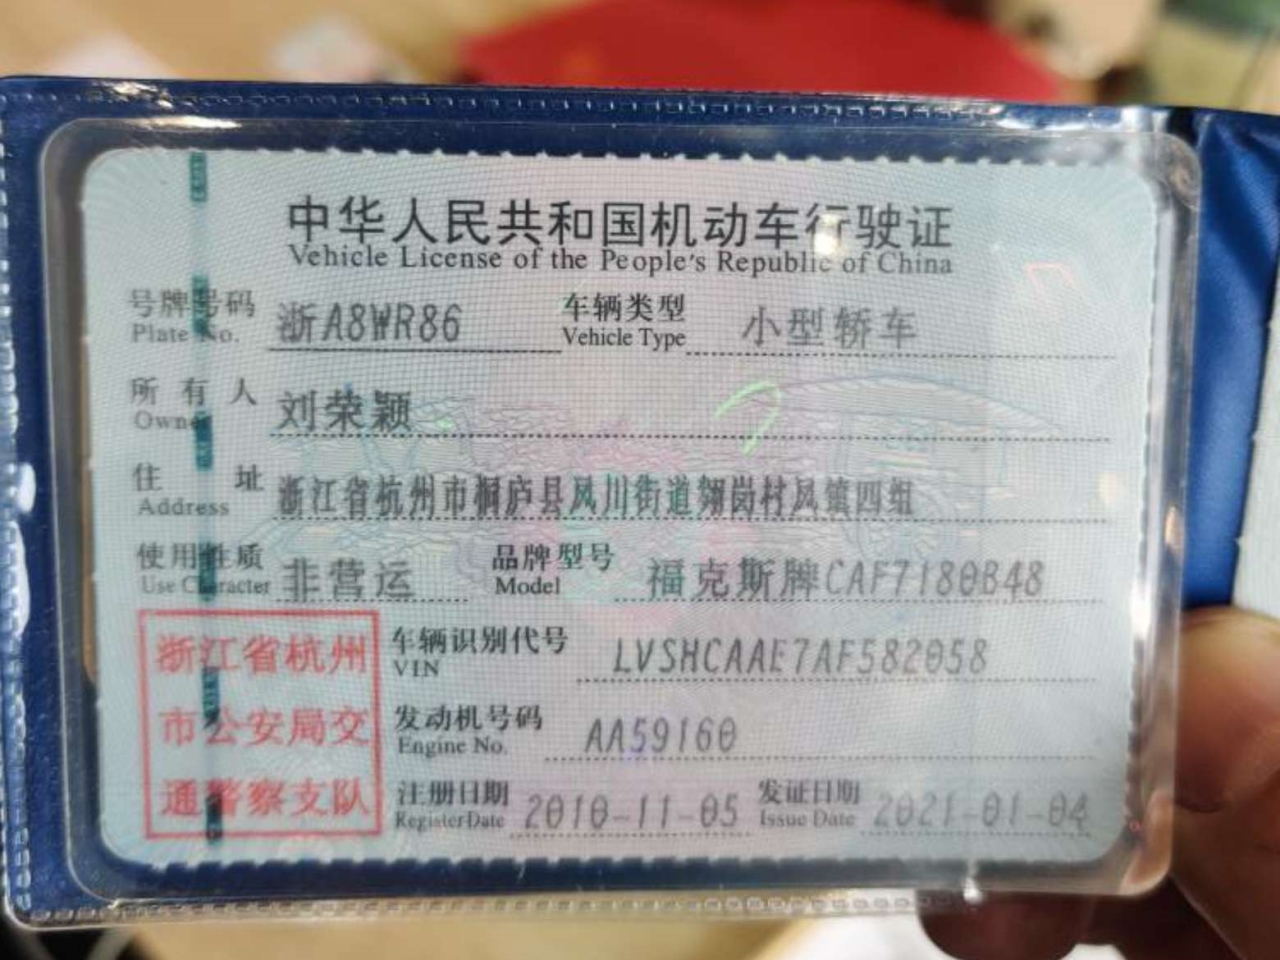 中华人民共和国机动车行驶证
Vehicle License of the People's Republic of China
号牌号码 浙A8WR86 车辆类型 小型轿车
Plate No. Vehicle Type
所有人 刘荣颖
Owner
住址 浙江省杭州市桐庐县凤川街道翙岗村凤镇四组
Address
使用性质 非营运 品牌型号 福克斯牌CAF7180B48
Use Character Model
浙江省杭州
市公安局交
通警察支队
车辆识别代号 LVSHCAAE7AF582058
VIN
发动机号码 AA59160
Engine No.
注册日期 2010-11-05 发证日期 2021-01-04
Register Date Issue Date